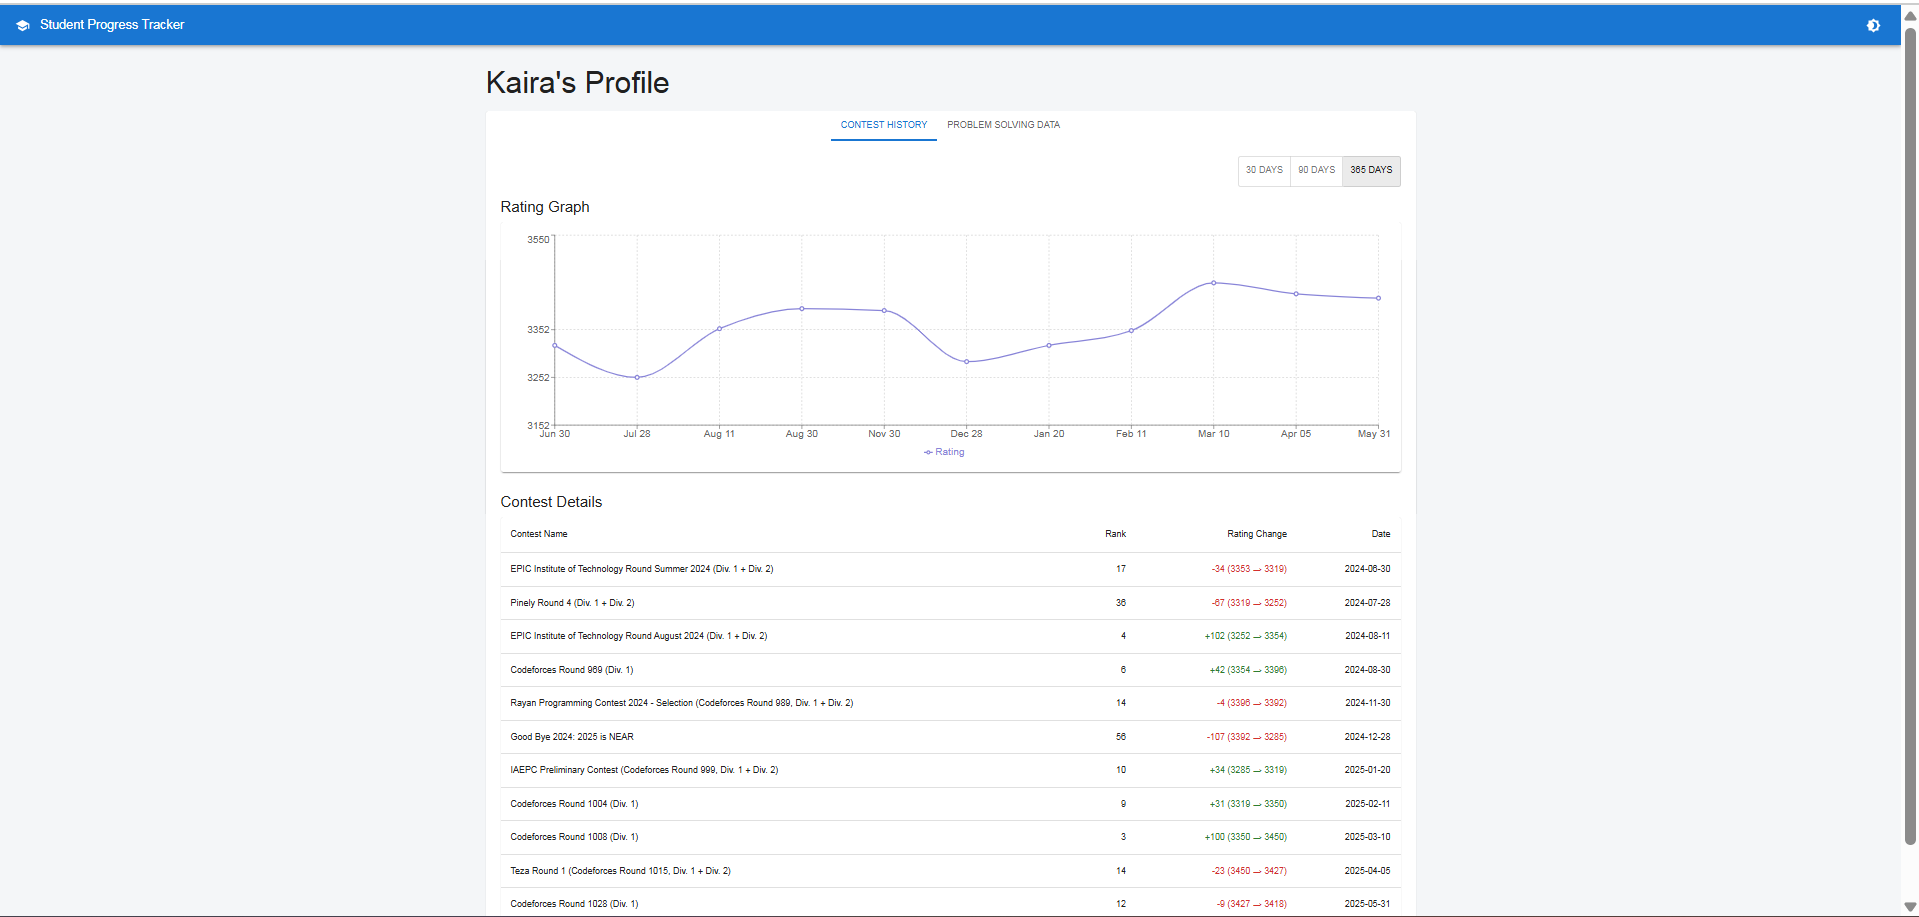 Student Progress Tracker
Kaira's Profile
CONTEST HISTORY PROBLEM SOLVING DATA
30 DAYS 90 DAYS 365 DAYS
Rating Graph
3550
3352
3252
3152
Jun 30 Jul 28 Aug 11 Aug 30 Nov 30 Dec 28 Jan 20 Feb 11 Mar 10 Apr 05 May 31
Rating
Contest Details
Contest Name Rank Rating Change Date
EPIC Institute of Technology Round Summer 2024 (Div. 1 + Div. 2) 17 -34 (3353 → 3319) 2024-06-30
Pinely Round 4 (Div. 1 + Div. 2) 36 -67 (3319 → 3252) 2024-07-28
EPIC Institute of Technology Round August 2024 (Div. 1 + Div. 2) 4 +102 (3252 → 3354) 2024-08-11
Codeforces Round 969 (Div. 1) 6 +42 (3354 → 3396) 2024-08-30
Rayan Programming Contest 2024 - Selection (Codeforces Round 989, Div. 1 + Div. 2) 14 -4 (3396 → 3392) 2024-11-30
Good Bye 2024: 2025 is NEAR 56 -107 (3392 → 3285) 2024-12-28
IAEPC Preliminary Contest (Codeforces Round 999, Div. 1 + Div. 2) 10 +34 (3285 → 3319) 2025-01-20
Codeforces Round 1004 (Div. 1) 9 +31 (3319 → 3350) 2025-02-11
Codeforces Round 1008 (Div. 1) 3 +100 (3350 → 3450) 2025-03-10
Teza Round 1 (Codeforces Round 1015, Div. 1 + Div. 2) 14 -23 (3450 → 3427) 2025-04-05
Codeforces Round 1028 (Div. 1) 12 -9 (3427 → 3418) 2025-05-31